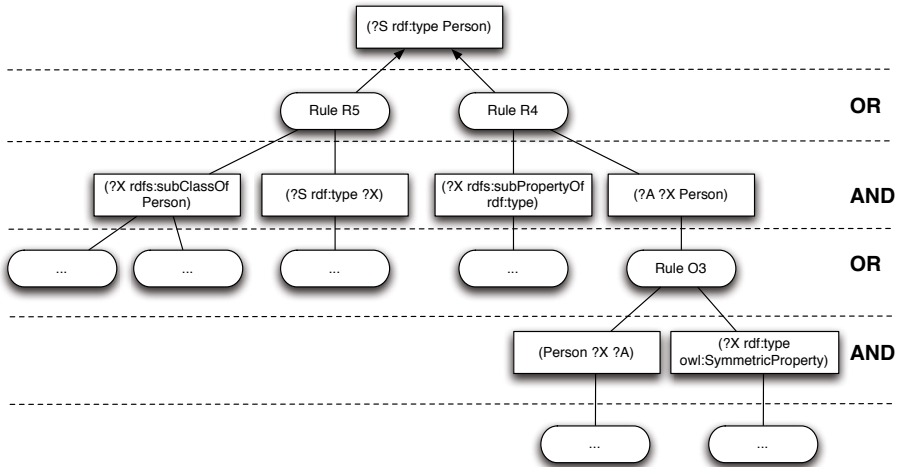 (?S rdf:type Person)
Rule R5
Rule R4
OR
(?X rdfs:subClassOf
Person)
(?S rdf:type ?X)
(?X rdfs:subPropertyOf
rdf:type)
(?A ?X Person)
AND
...
...
...
...
Rule O3
OR
(Person ?X ?A)
(?X rdf:type
owl:SymmetricProperty)
AND
...
...